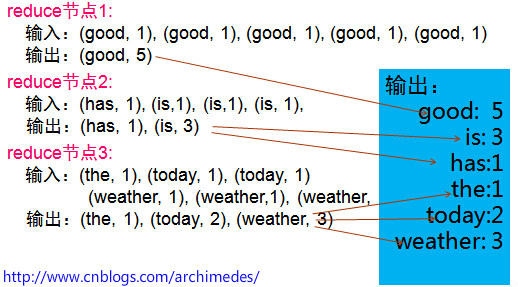 reduce节点1:
输入：(good, 1), (good, 1), (good, 1), (good, 1), (good, 1)
输出：(good, 5)
reduce节点2:
输入：(has, 1), (is,1), (is,1), (is, 1),
输出：(has, 1), (is, 3)
reduce节点3:
输入：(the, 1), (today, 1), (today, 1)
(weather, 1), (weather,1), (weather,
输出：(the, 1), (today, 2), (weather, 3)
输出：
good: 5
is: 3
has:1
the:1
today:2
weather: 3
http://www.cnblogs.com/archimedes/